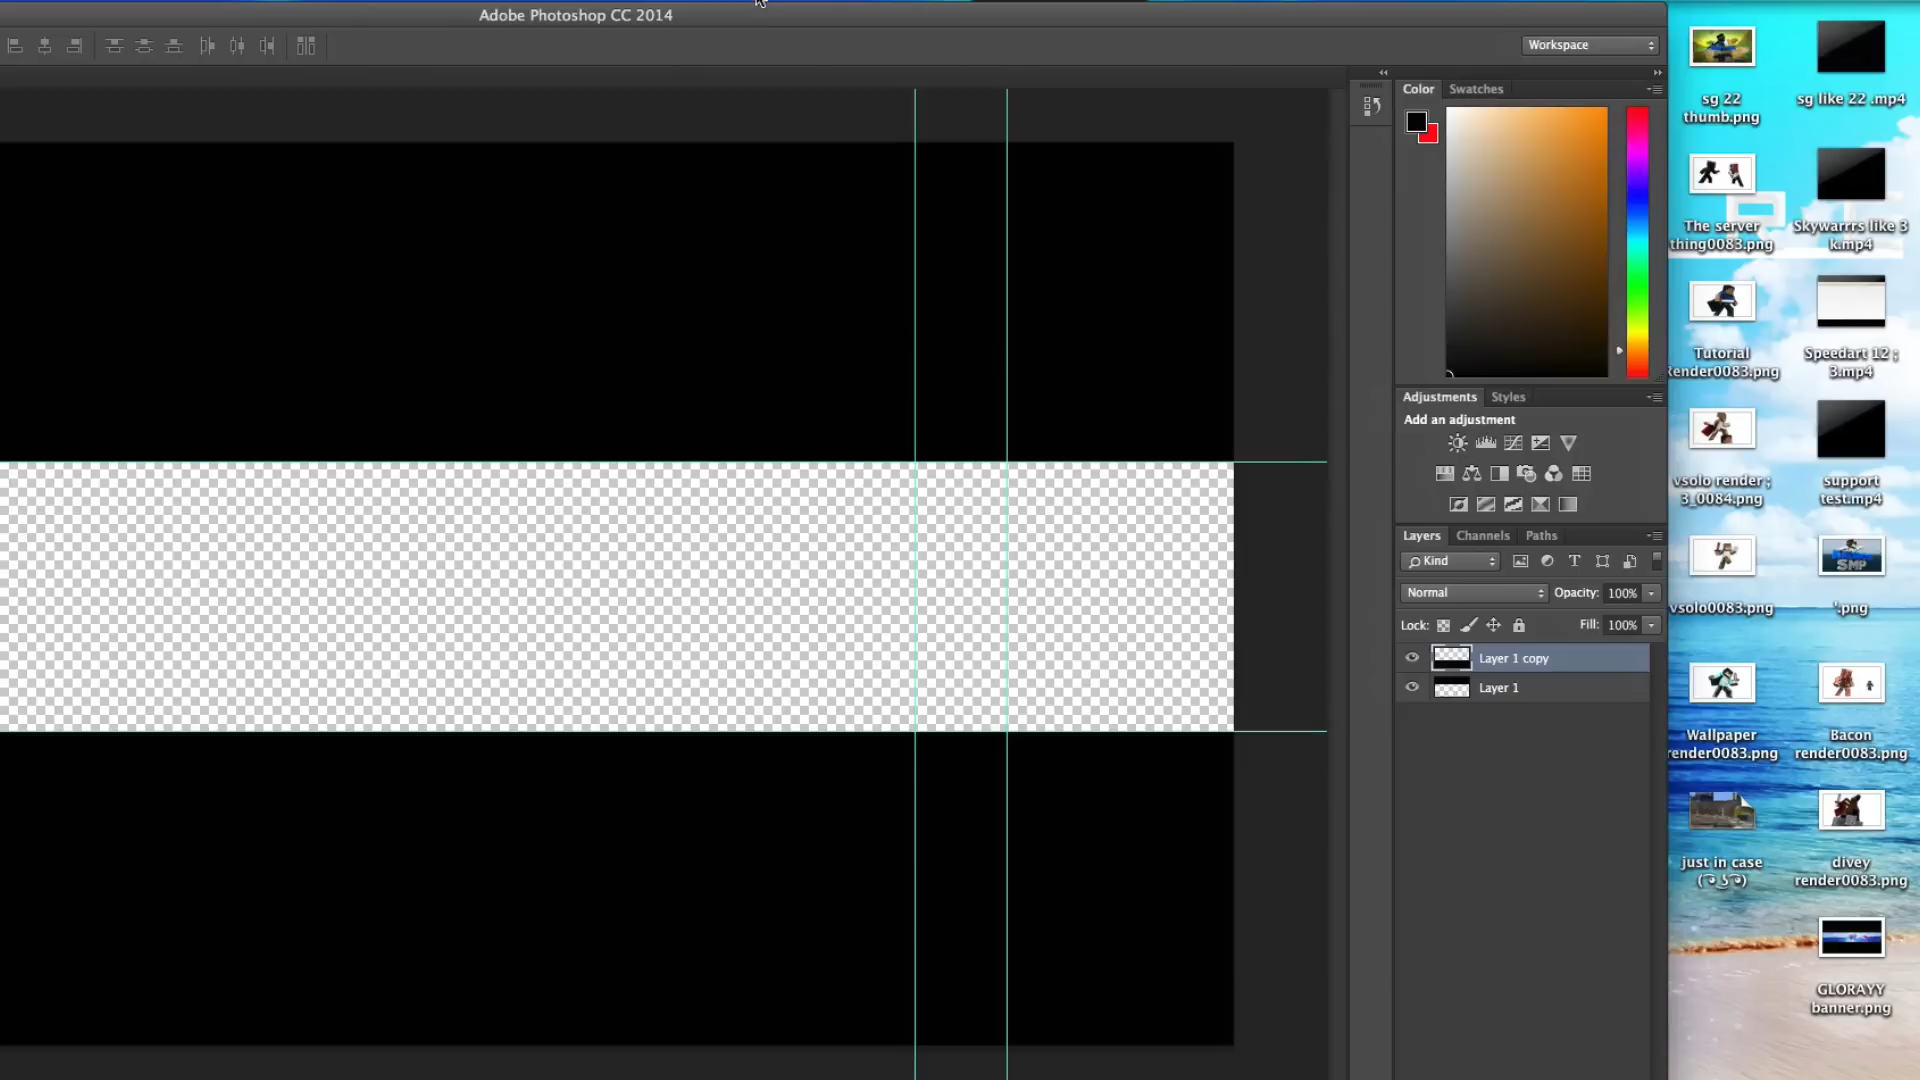 Adobe Photoshop CC 2014
Workspace
Color
Swatches
Adjustments
Styles
Add an adjustment
Layers
Channels
Paths
Kind
Normal
Opacity:
100%
Lock:
Fill:
100%
Layer 1 copy
Layer 1
sg 22
thumb.png
sg like 22 .mp4
The server
thing0083.png
Skywarrrs like 3
k.mp4
Tutorial
Render0083.png
Speedart 12 ;
3.mp4
vsolo render ;
3_0084.png
support
test.mp4
vsolo0083.png
SMP
'.png
Wallpaper
render0083.png
Bacon
render0083.png
just in case
( ͡° ͜ʖ ͡°)
divey
render0083.png
GLORAYY
banner.png